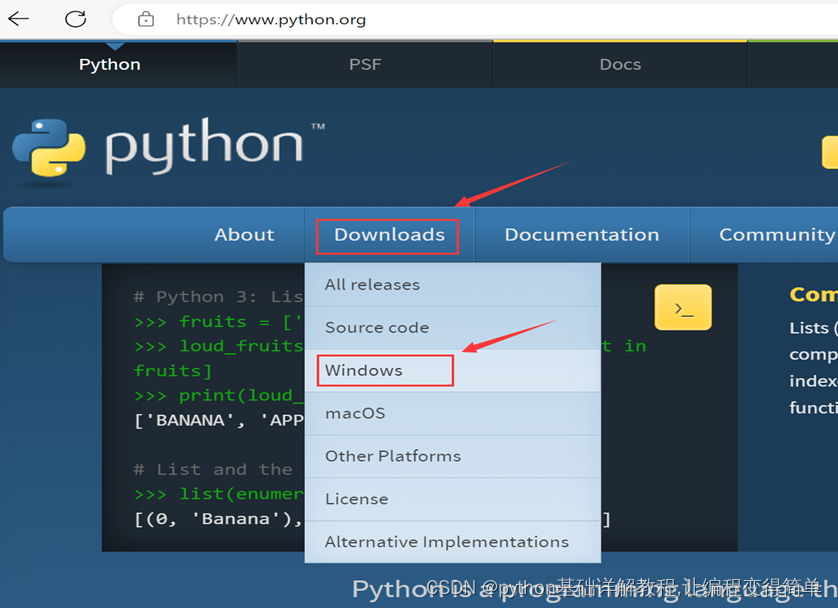 https://www.python.org
Python PSF Docs
python™
About Downloads Documentation Community
All releases
Source code
Windows
macOS
Other Platforms
License
Alternative Implementations
# Python 3: Lis
>>> fruits = ['
>>> loud_fruits t in
fruits]
>>> print(loud_
['BANANA', 'APP
# List and the
>>> list(enumer
[(0, 'Banana'), ]
>_
Com
Lists (
comp
index
functi
Python is a programming language th
CSDN @python基础详解教程,让编程变得简单